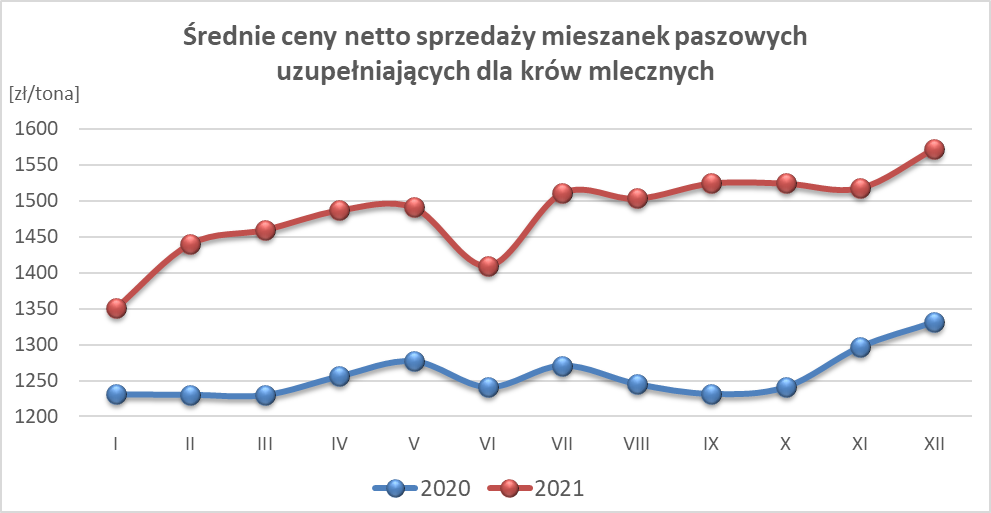 Średnie ceny netto sprzedaży mieszanek paszowych
uzupełniających dla krów mlecznych
[zł/tona]
1600
1550
1500
1450
1400
1350
1300
1250
1200
I II III IV V VI VII VIII IX X XI XII
2020 2021